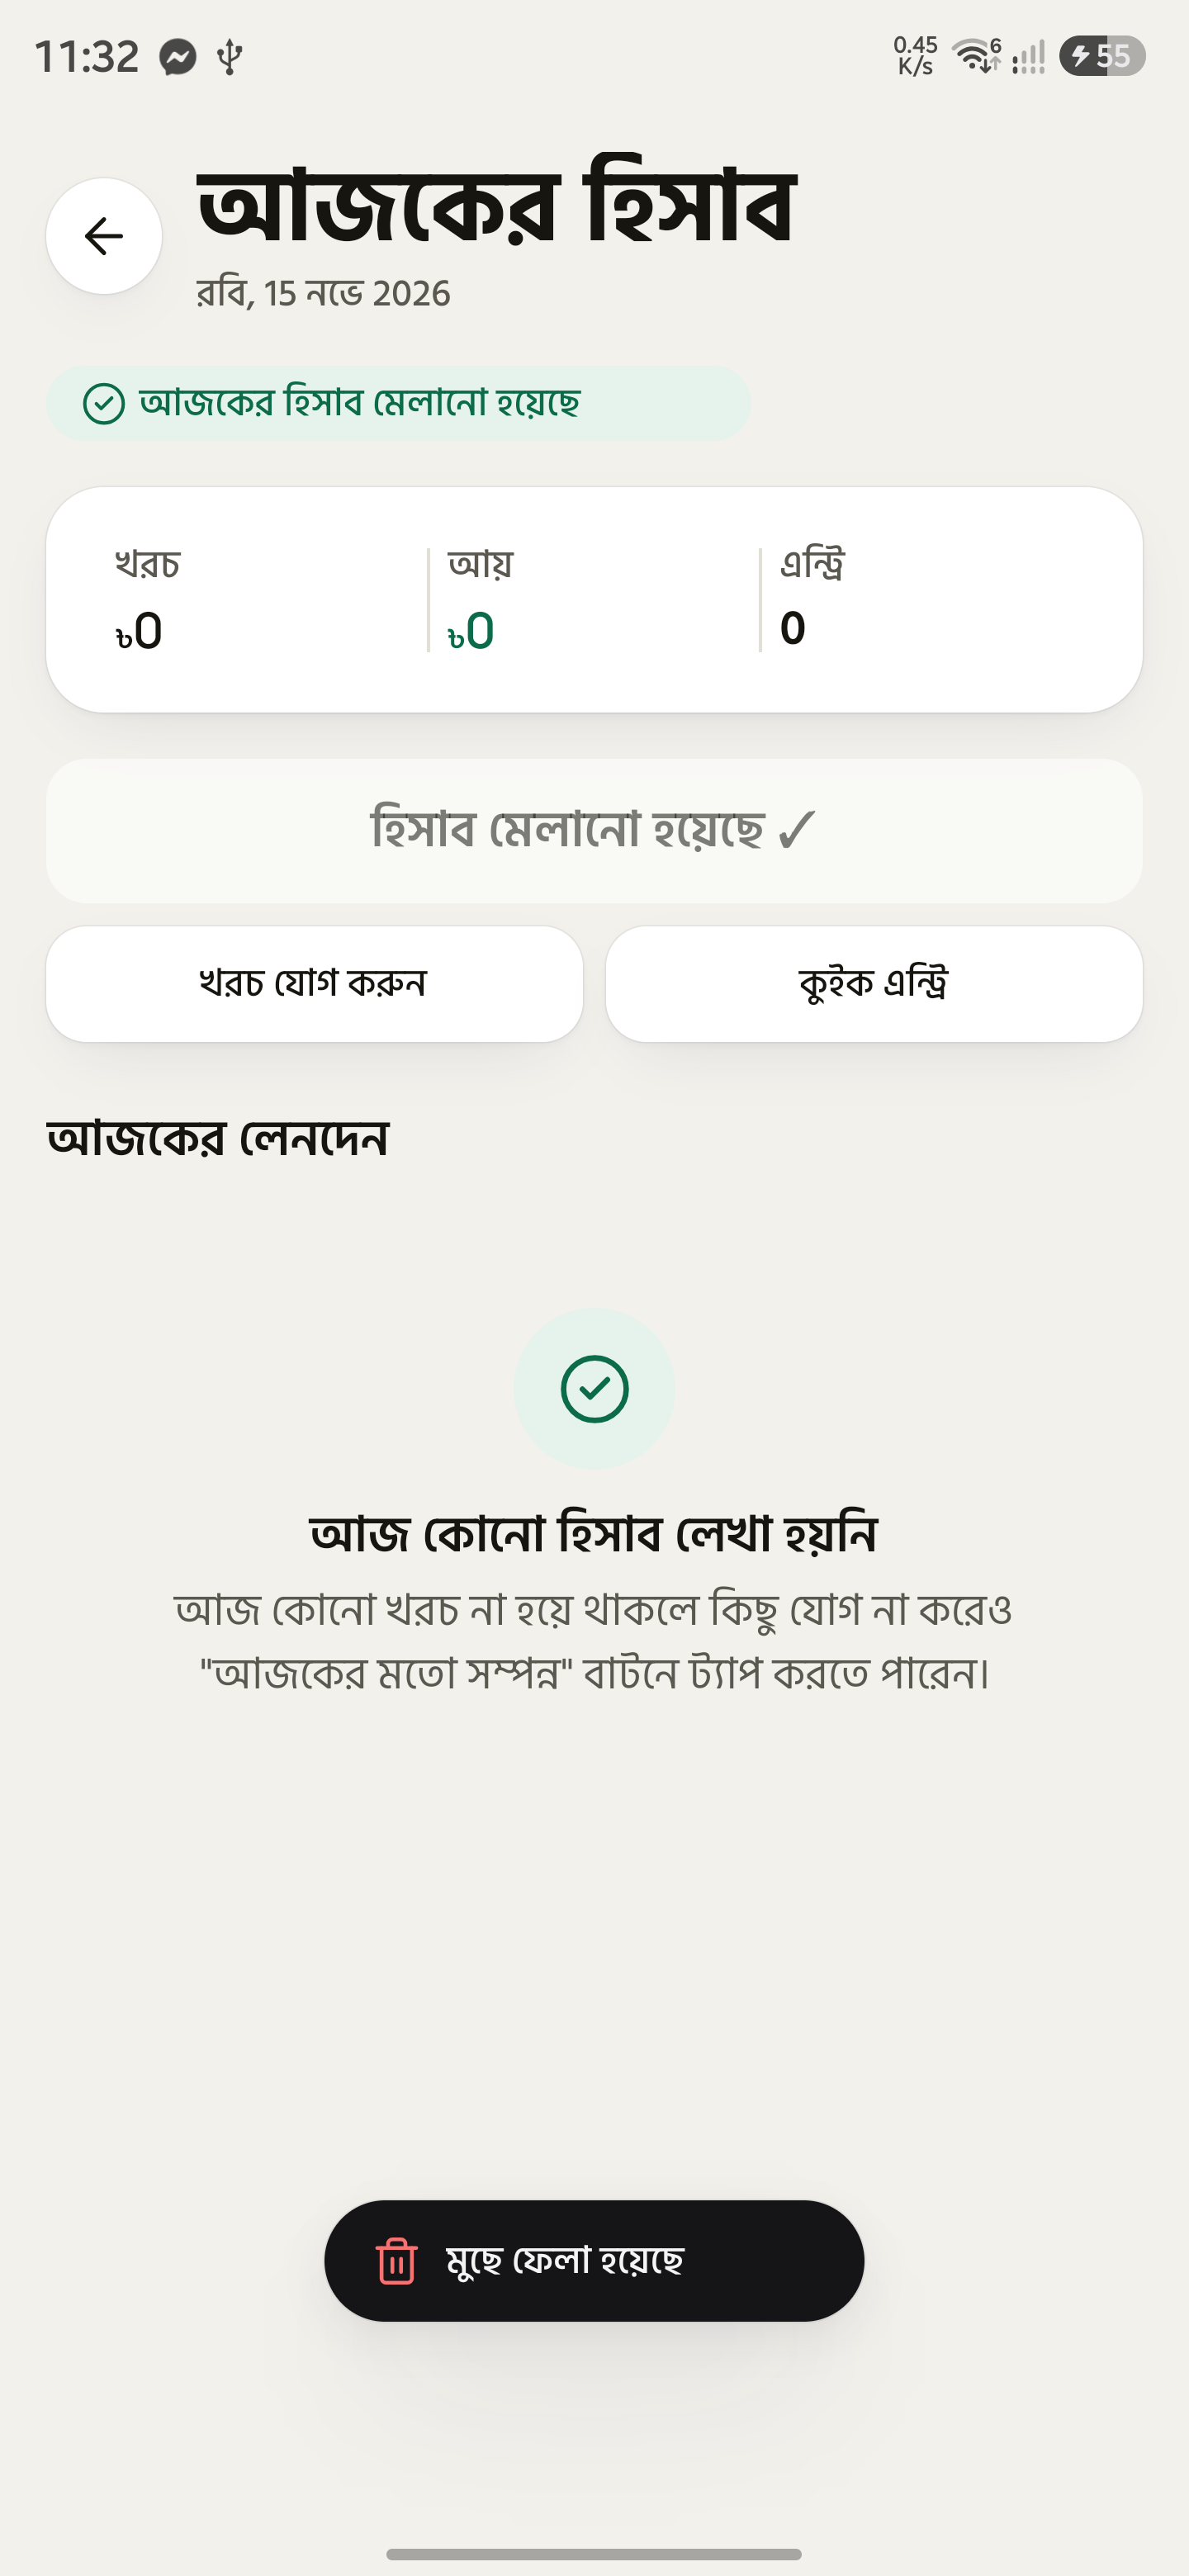 11:32
0.45 K/s
6
55
আজকের হিসাব
রবি, 15 নভে 2026
আজকের হিসাব মেলানো হয়েছে
খরচ
আয়
এন্ট্রি
৳0
৳0
0
হিসাব মেলানো হয়েছে ✓
খরচ যোগ করুন
কুইক এন্ট্রি
আজকের লেনদেন
আজ কোনো হিসাব লেখা হয়নি
আজ কোনো খরচ না হয়ে থাকলে কিছু যোগ না করেও
"আজকের মতো সম্পন্ন" বাটনে ট্যাপ করতে পারেন।
মুছে ফেলা হয়েছে